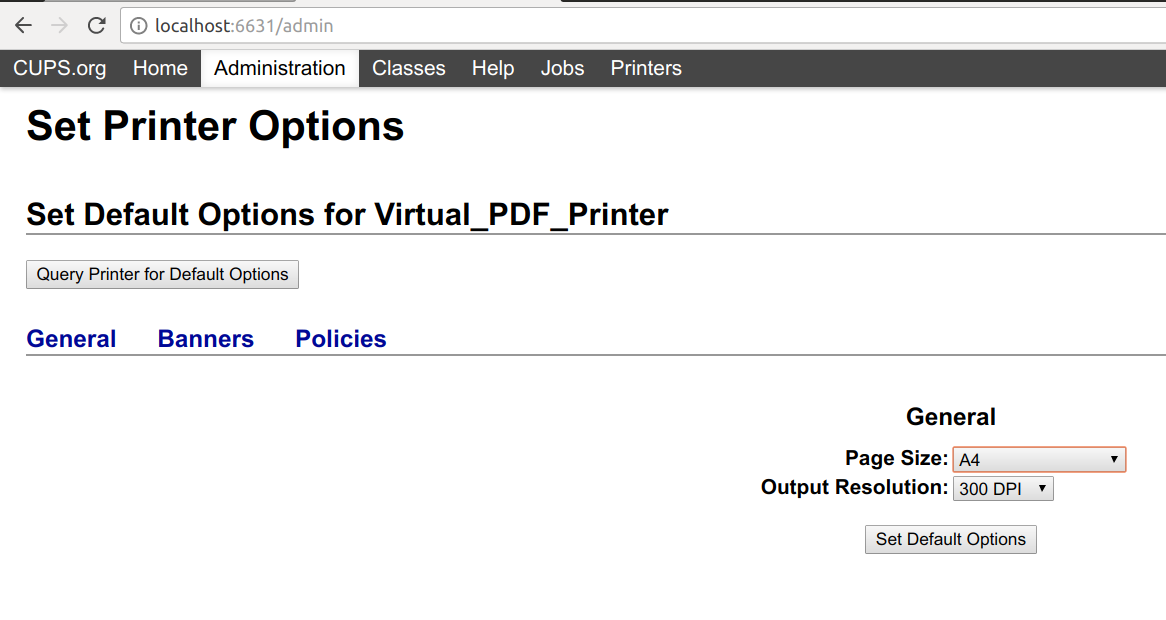 localhost:6631/admin
CUPS.org Home Administration Classes Help Jobs Printers
Set Printer Options
Set Default Options for Virtual_PDF_Printer
Query Printer for Default Options
General Banners Policies
General
Page Size: A4
Output Resolution: 300 DPI
Set Default Options